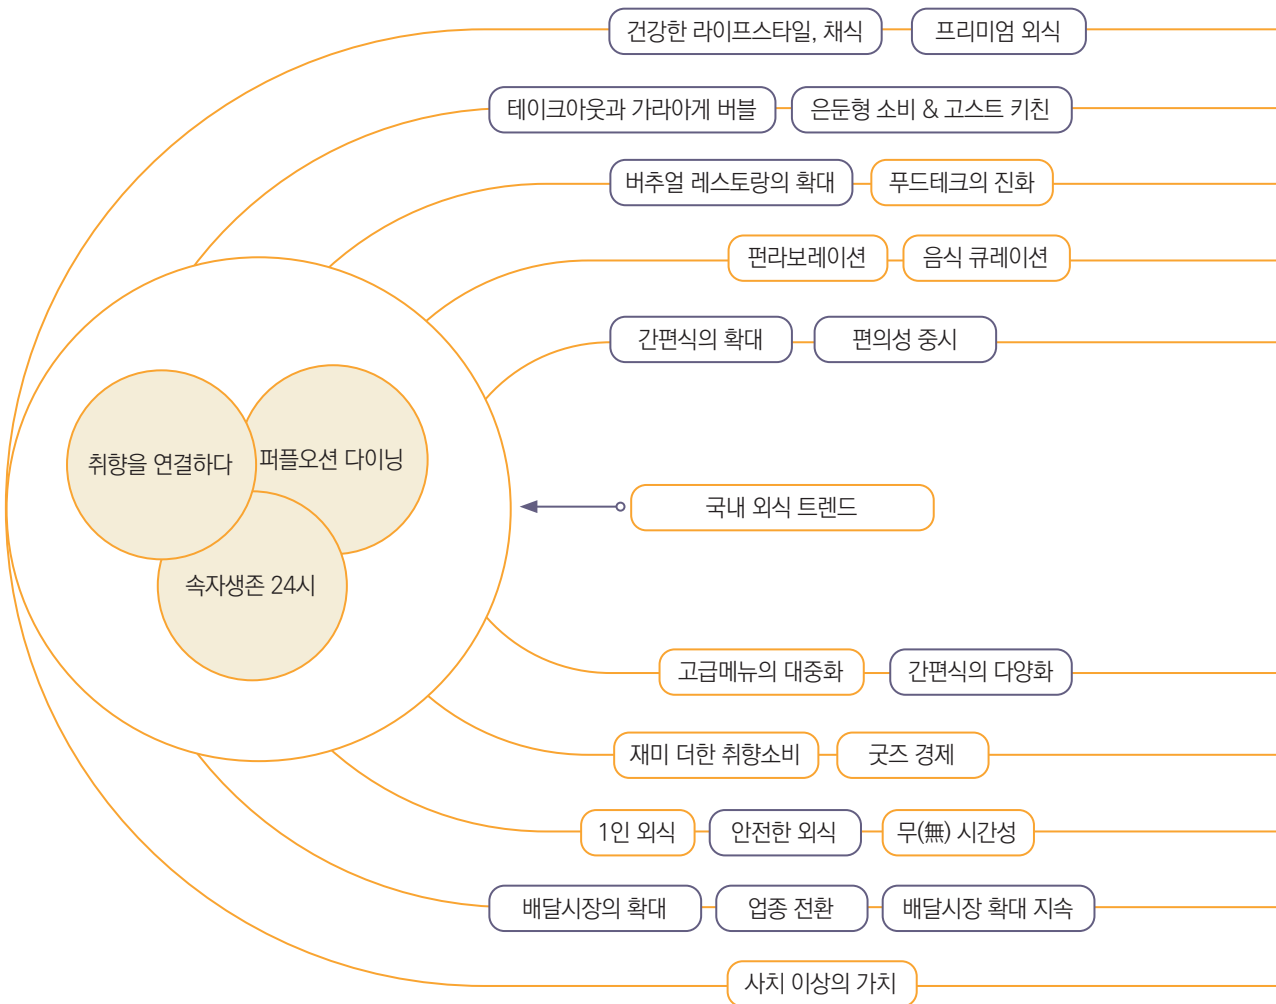 건강한 라이프스타일, 채식
프리미엄 외식
테이크아웃과 가라아게 버블
은둔형 소비 & 고스트 키친
버추얼 레스토랑의 확대
푸드테크의 진화
펀라보레이션
음식 큐레이션
간편식의 확대
편의성 중시
취향을 연결하다
퍼플오션 다이닝
속자생존 24시
국내 외식 트렌드
고급메뉴의 대중화
간편식의 다양화
재미 더한 취향소비
굿즈 경제
1인 외식
안전한 외식
무(無) 시간성
배달시장의 확대
업종 전환
배달시장 확대 지속
사치 이상의 가치